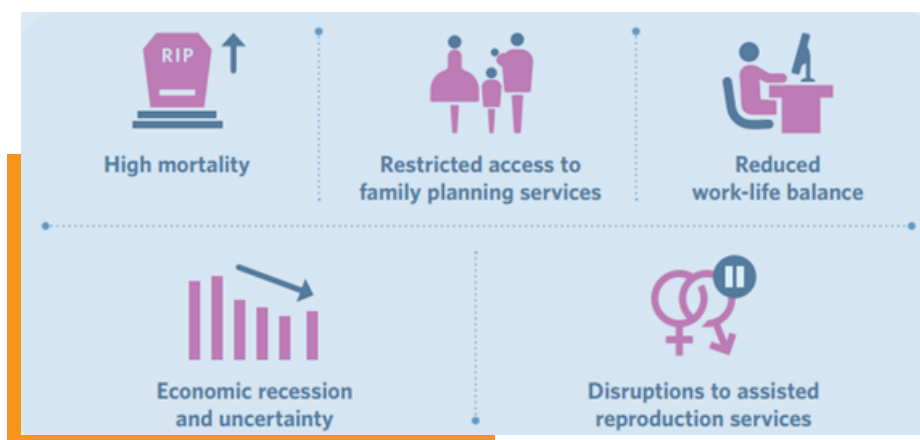 RIP
High mortality
Restricted access to
family planning services
Reduced
work-life balance
Economic recession
and uncertainty
Disruptions to assisted
reproduction services